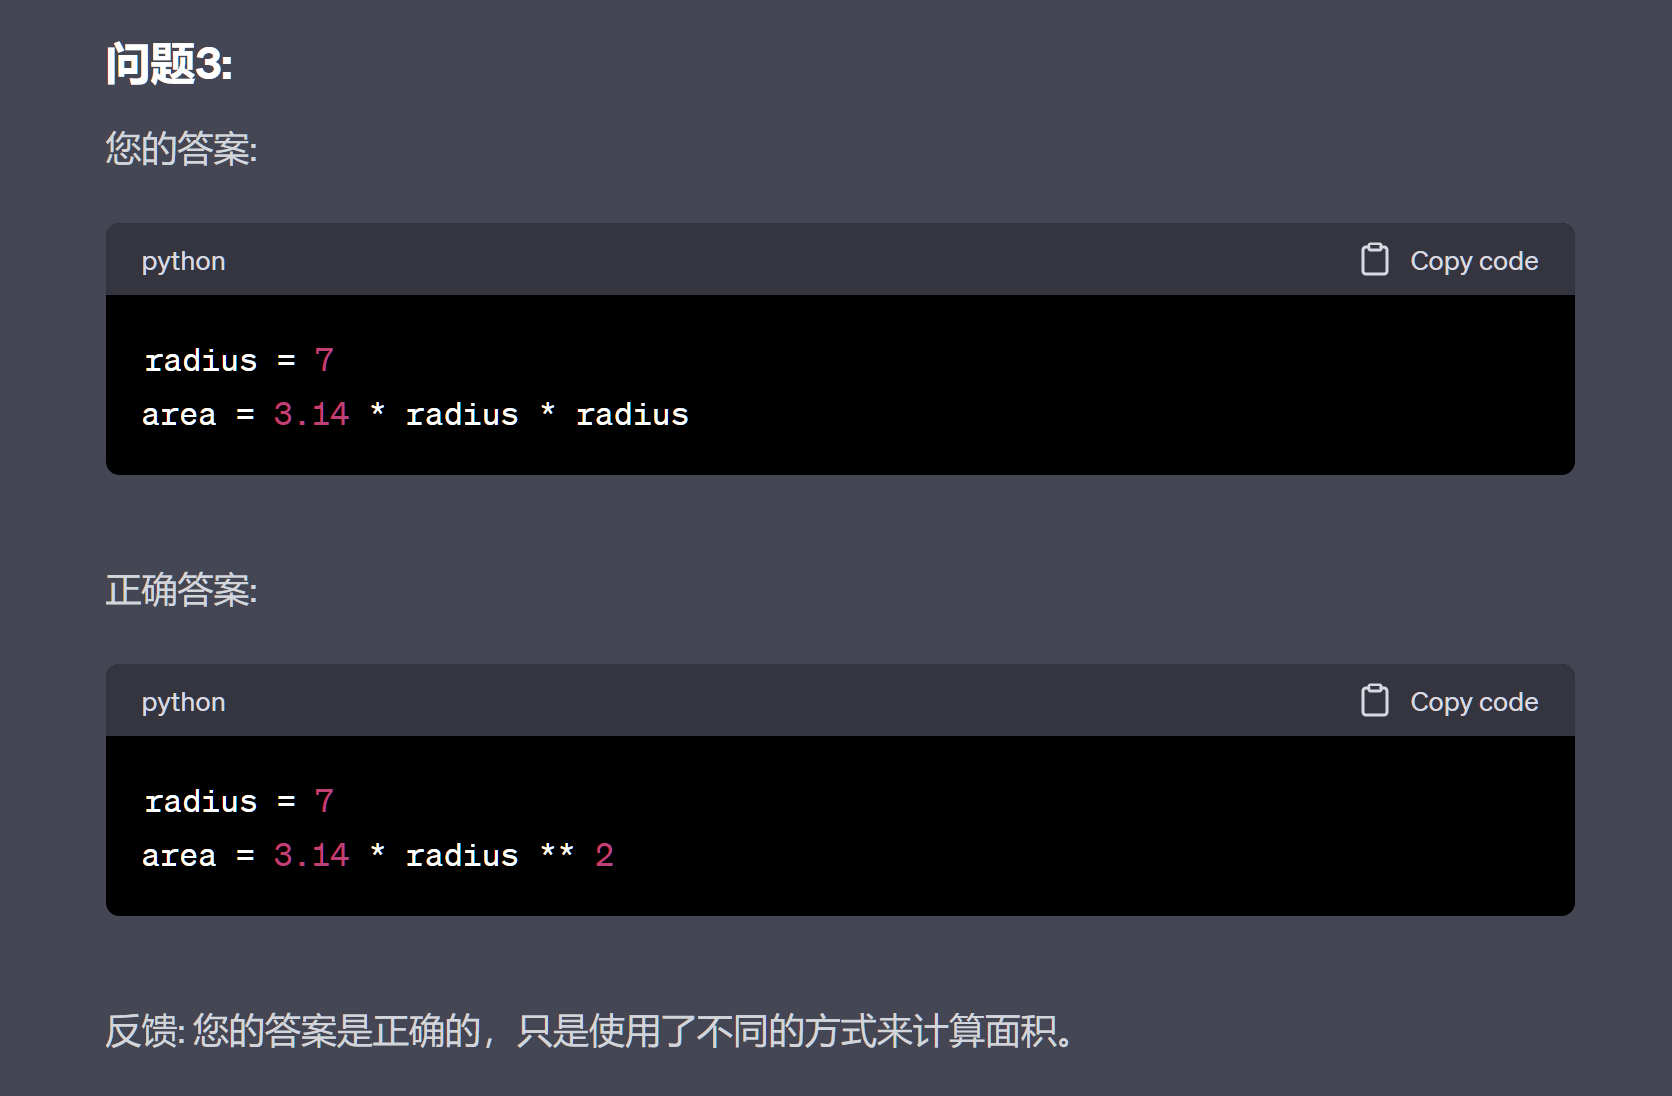 问题3:
您的答案:
python Copy code
radius = 7
area = 3.14 * radius * radius
正确答案:
python Copy code
radius = 7
area = 3.14 * radius ** 2
反馈: 您的答案是正确的，只是使用了不同的方式来计算面积。